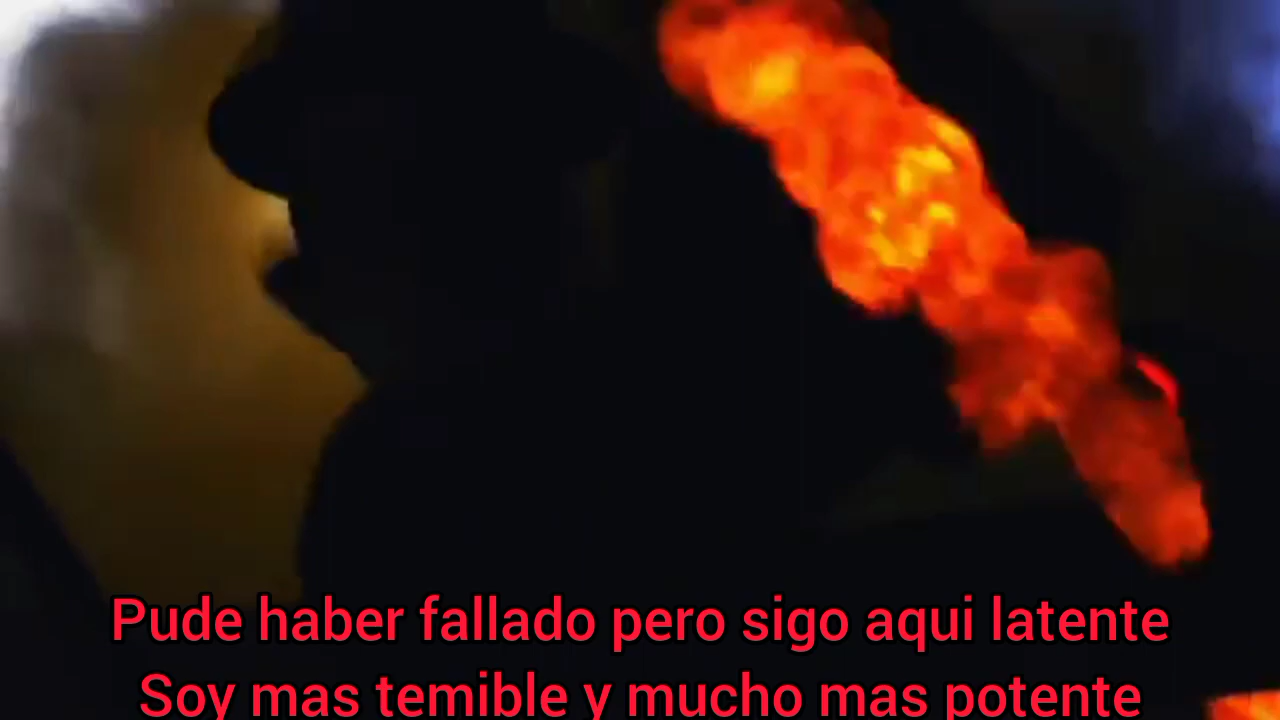 Pude haber fallado pero sigo aqui latente
Soy mas temible y mucho mas potente